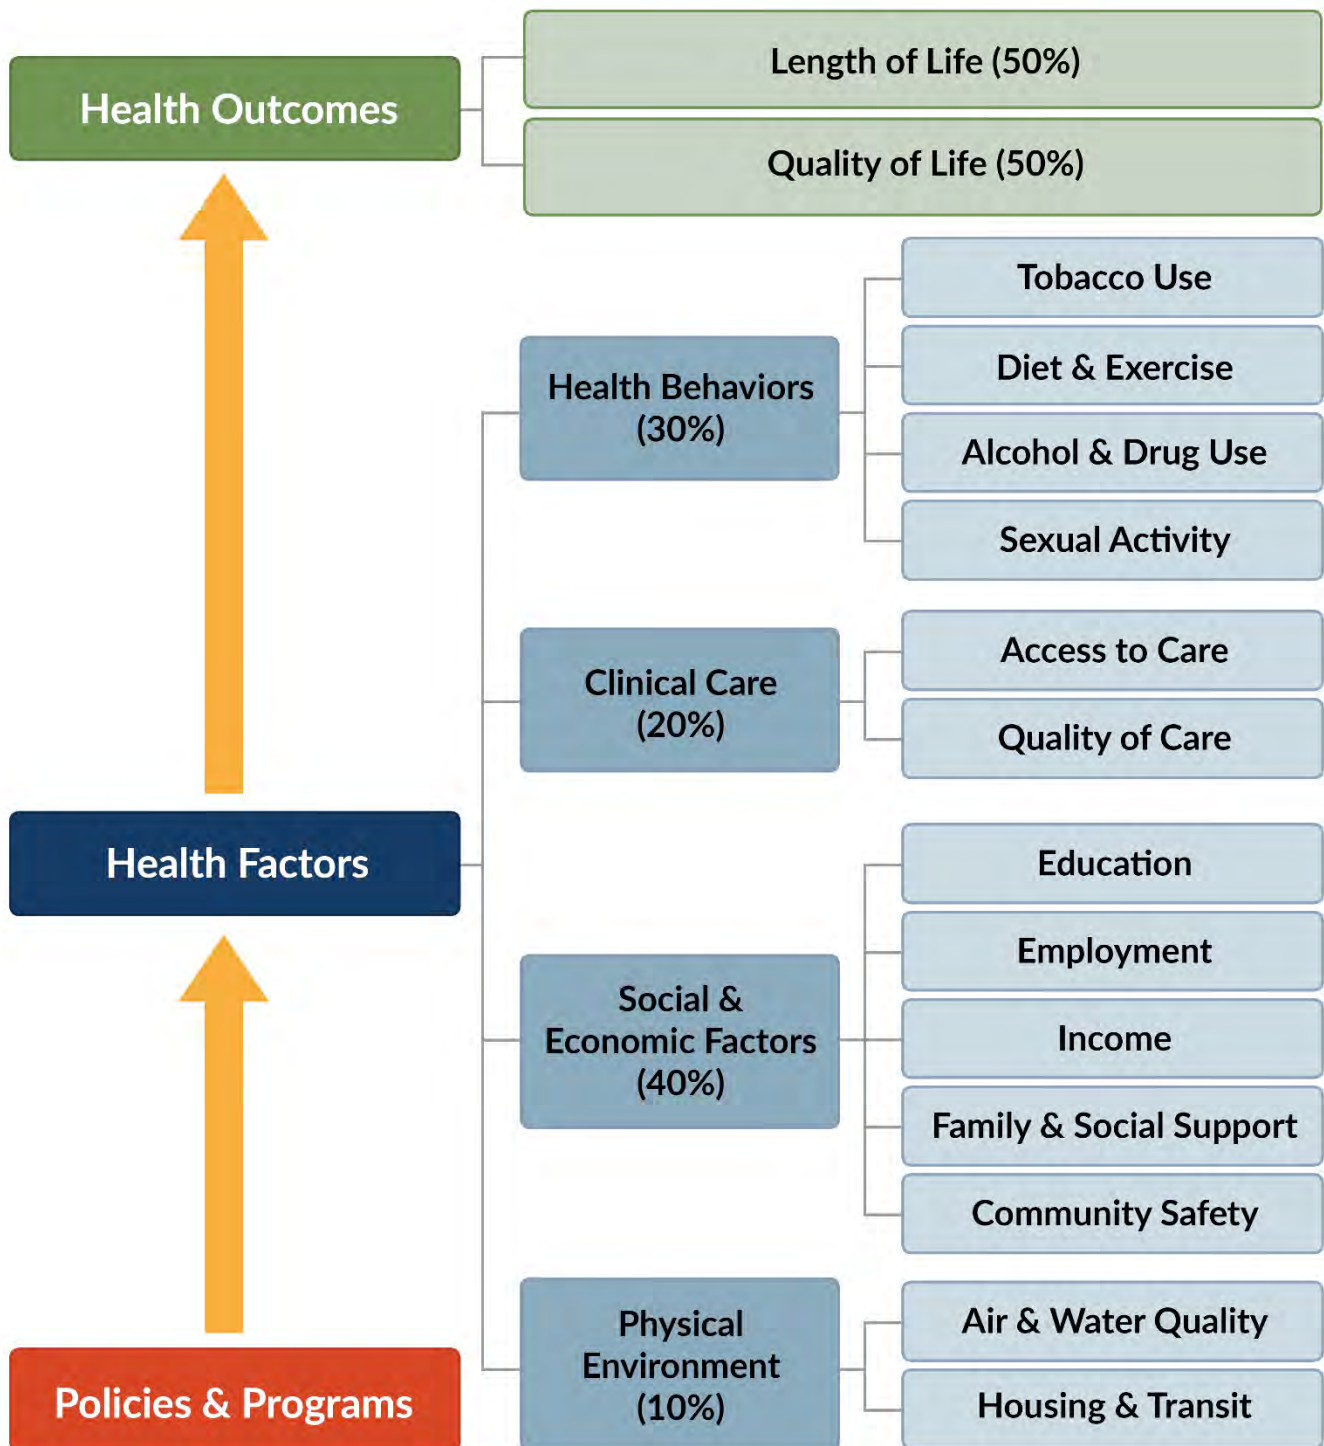 Health Outcomes
Length of Life (50%)
Quality of Life (50%)
Health Factors
Health Behaviors
(30%)
Tobacco Use
Diet & Exercise
Alcohol & Drug Use
Sexual Activity
Clinical Care
(20%)
Access to Care
Quality of Care
Social &
Economic Factors
(40%)
Education
Employment
Income
Family & Social Support
Community Safety
Physical
Environment
(10%)
Air & Water Quality
Housing & Transit
Policies & Programs